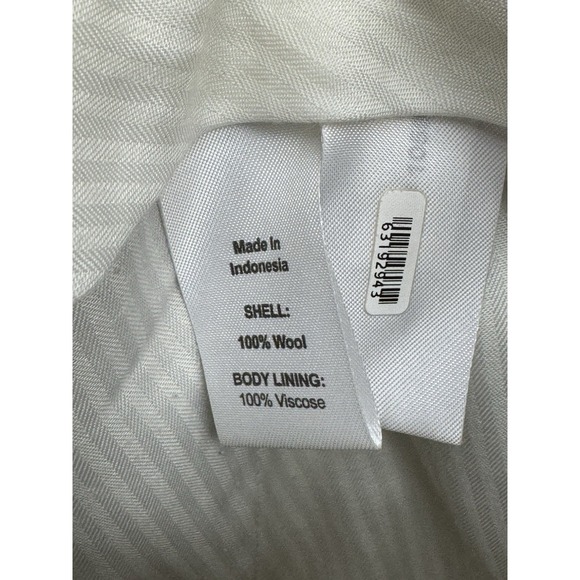 Made In
Indonesia
SHELL:
100% Wool
BODY LINING:
100% Viscose
63192943